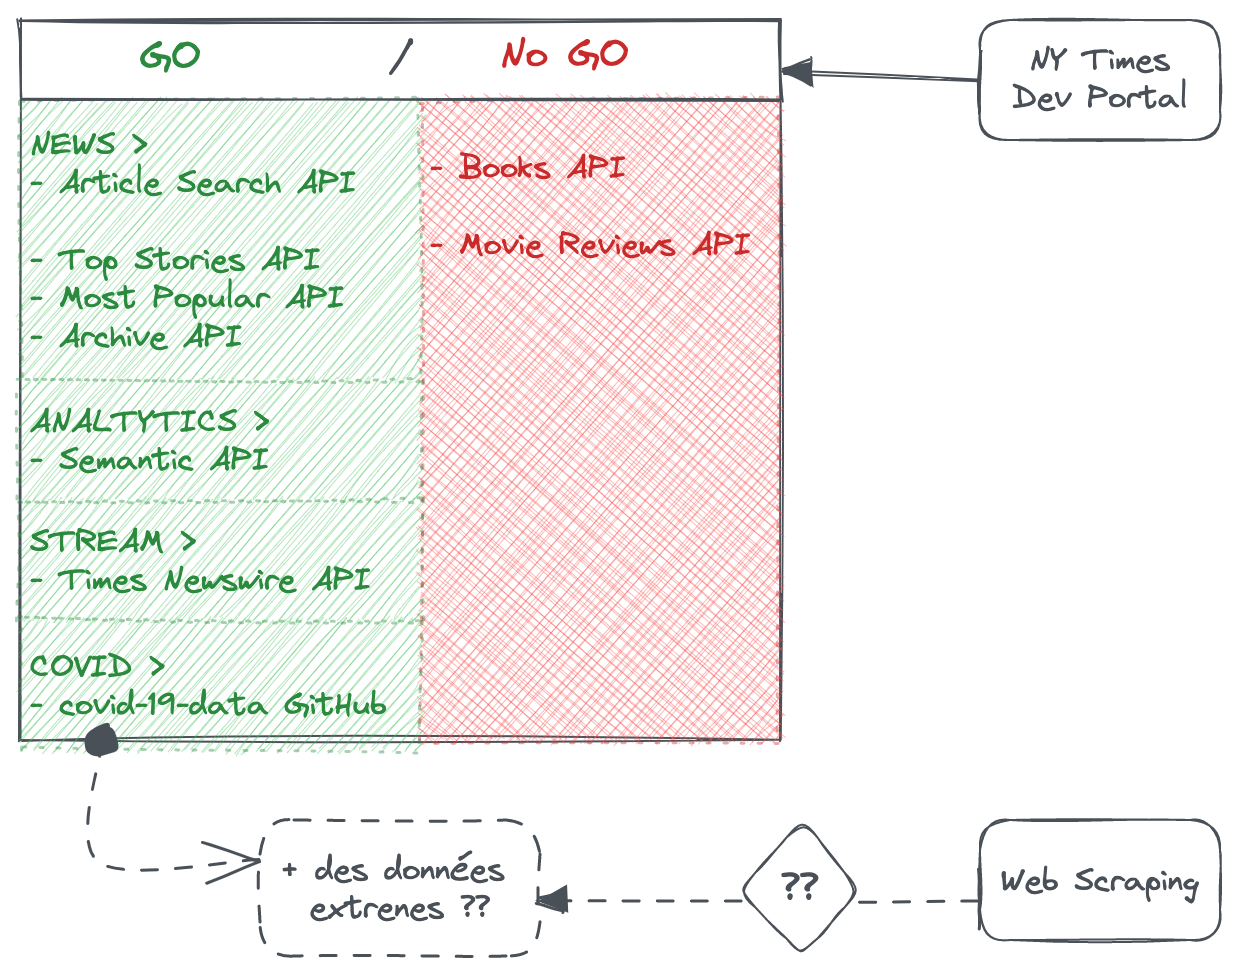 GO / No GO
NY Times
Dev Portal
NEWS >
- Article Search API
- Top Stories API
- Most Popular API
- Archive API
ANALTYTICS >
- Semantic API
STREAM >
- Times Newswire API
COVID >
- covid-19-data GitHub
- Books API
- Movie Reviews API
+ des données
extrenes ??
??
Web Scraping